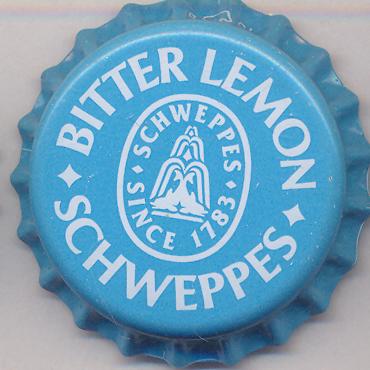 BITTER LEMON
SCHWEPPES
SCHWEPPES
SINCE 1783